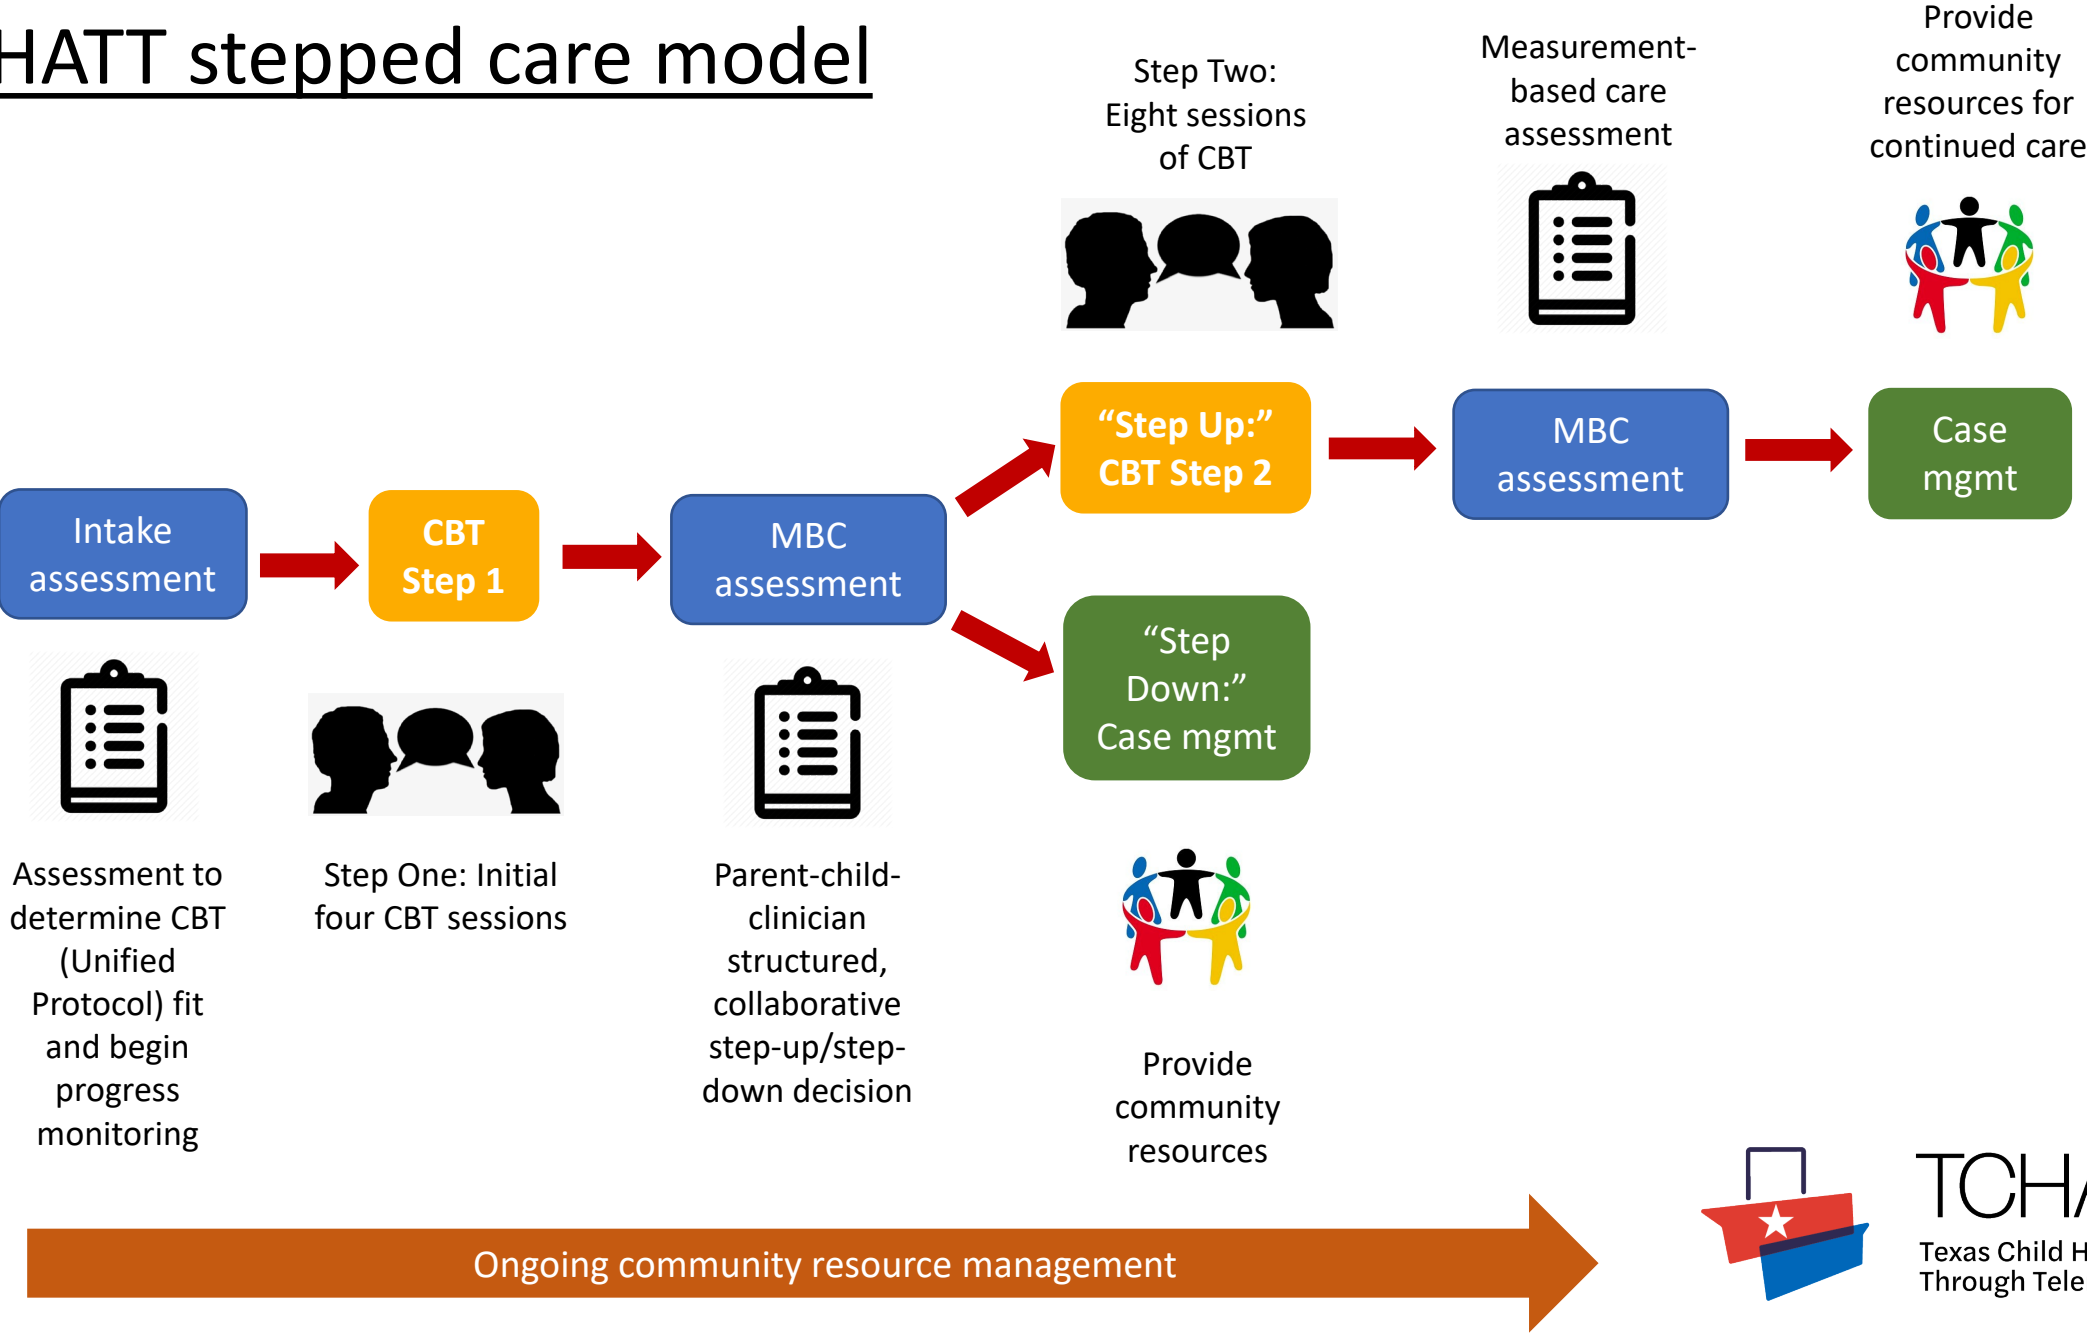 HATT stepped care model
Step Two:
Eight sessions
of CBT
Measurement-
based care
assessment
Provide
community
resources for
continued care
“Step Up:”
CBT Step 2
MBC
assessment
Case
mgmt
Intake
assessment
CBT
Step 1
MBC
assessment
“Step
Down:”
Case mgmt
Assessment to
determine CBT
(Unified
Protocol) fit
and begin
progress
monitoring
Step One: Initial
four CBT sessions
Parent-child-
clinician
structured,
collaborative
step-up/step-
down decision
Provide
community
resources
Ongoing community resource management
TCHA
Texas Child H
Through Tele